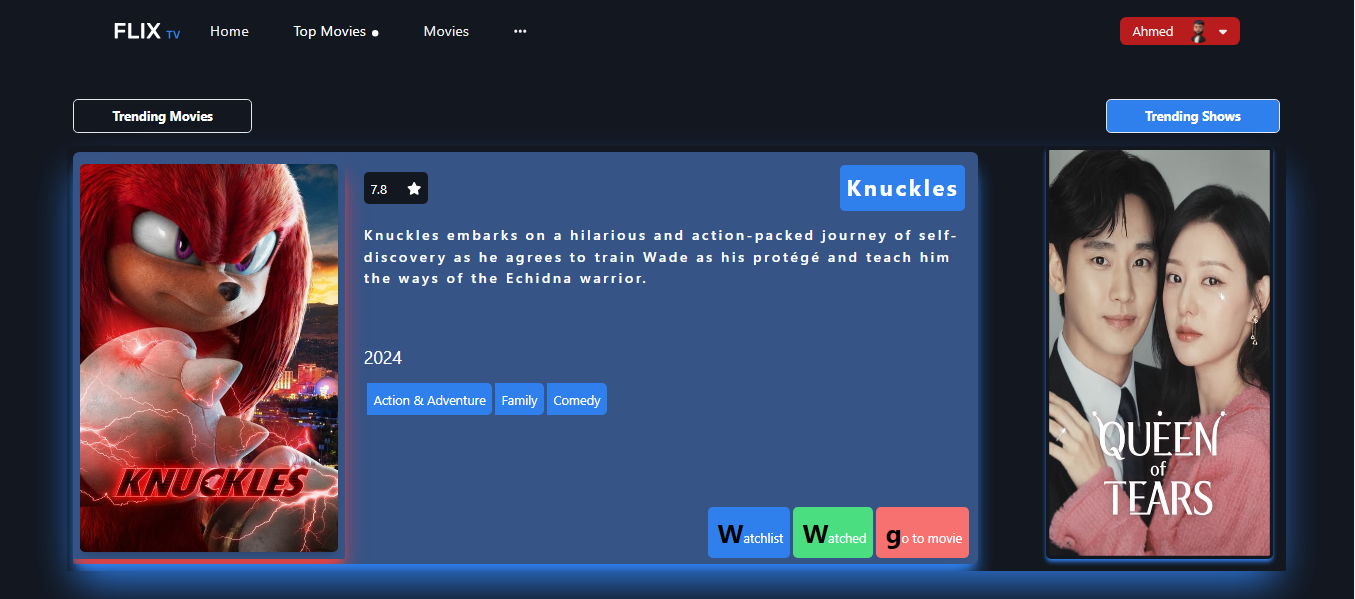 FLIX TV Home Top Movies Movies ••• Ahmed
Trending Movies Trending Shows
7.8 Knuckles
Knuckles embarks on a hilarious and action-packed journey of self-
discovery as he agrees to train Wade as his protégé and teach him
the ways of the Echidna warrior.
2024
Action & Adventure Family Comedy
KNUCKLES
Watchlist Watched go to movie
QUEEN
of
TEARS